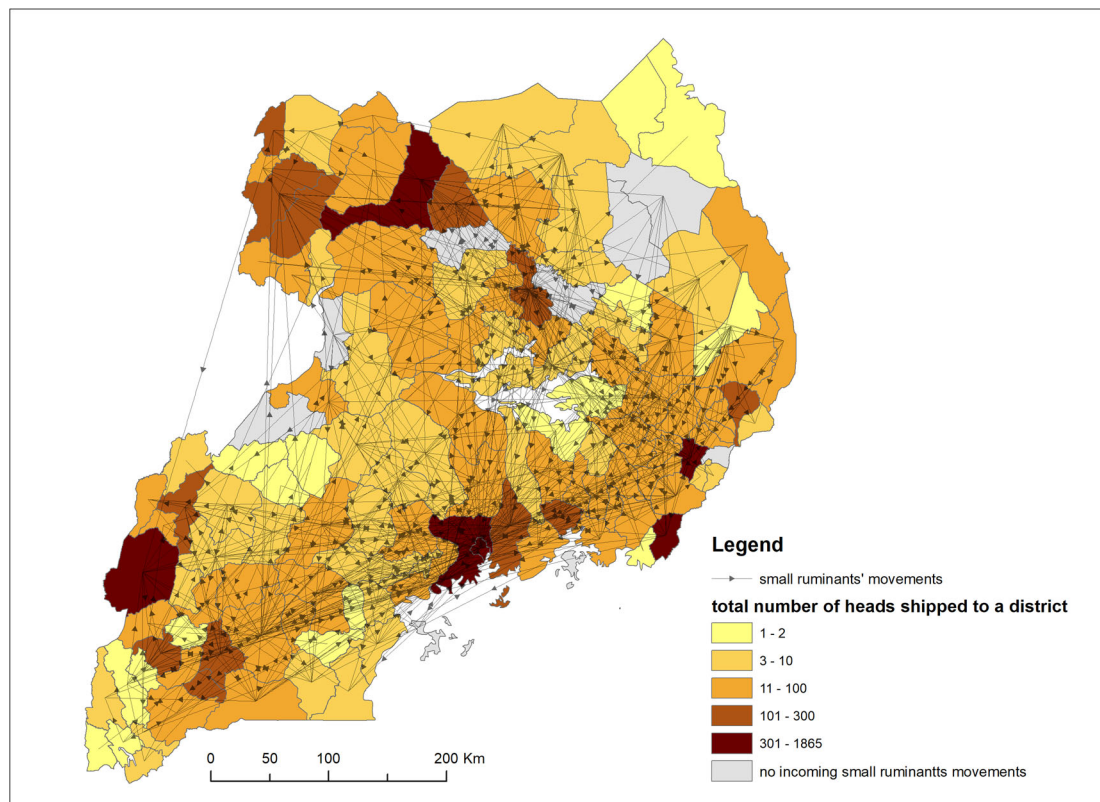 Legend
small ruminants' movements
total number of heads shipped to a district
1 - 2
3 - 10
11 - 100
101 - 300
301 - 1865
no incoming small ruminantts movements
0 50 100 200 Km